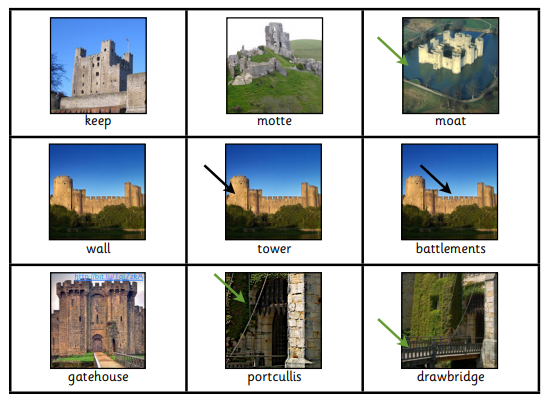 keep
motte
moat
wall
tower
battlements
gatehouse
portcullis
drawbridge